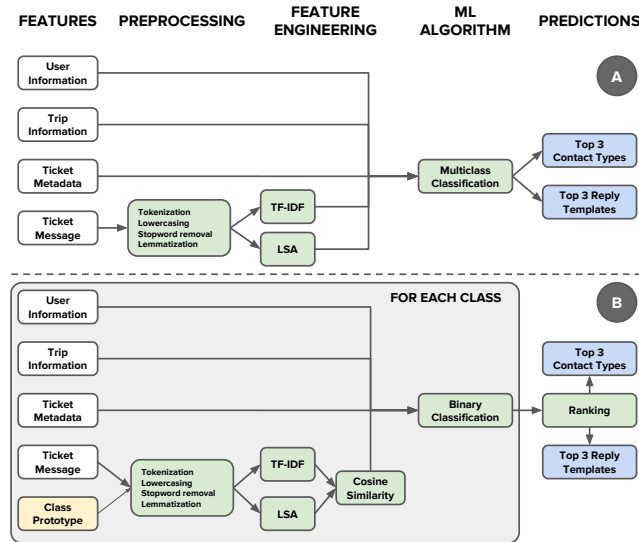 FEATURES PREPROCESSING FEATURE ENGINEERING ML ALGORITHM PREDICTIONS
A
User
Information
Trip
Information
Ticket
Metadata
Ticket
Message
Tokenization
Lowercasing
Stopword removal
Lemmatization
TF-IDF
LSA
Multiclass
Classification
Top 3
Contact Types
Top 3 Reply
Templates
B
FOR EACH CLASS
User
Information
Trip
Information
Ticket
Metadata
Ticket
Message
Class
Prototype
Tokenization
Lowercasing
Stopword removal
Lemmatization
TF-IDF
LSA
Cosine
Similarity
Binary
Classification
Ranking
Top 3
Contact Types
Top 3 Reply
Templates